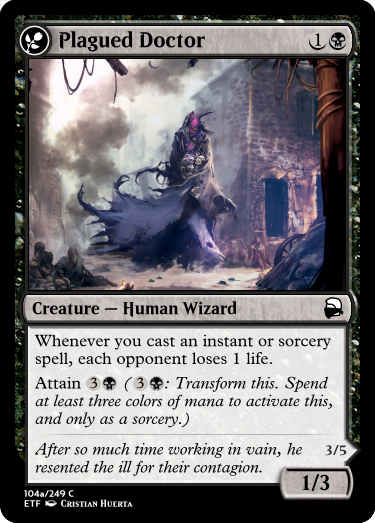 Plagued Doctor 1
Creature — Human Wizard
Whenever you cast an instant or sorcery
spell, each opponent loses 1 life.
Attain 3 ( 3 : Transform this. Spend
at least three colors of mana to activate this,
and only as a sorcery.)
After so much time working in vain, he
resented the ill for their contagion.
3/5
1/3
104a/249 C
ETF Cristian Huerta